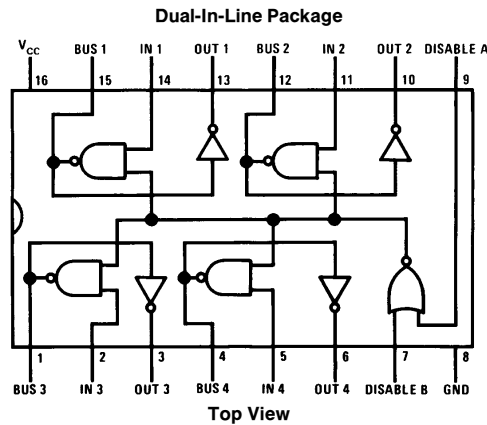 Dual-In-Line Package
VCC BUS 1 IN 1 OUT 1 BUS 2 IN 2 OUT 2 DISABLE A
16 15 14 13 12 11 10 9
1 2 3 4 5 6 7 8
BUS 3 IN 3 OUT 3 BUS 4 IN 4 OUT 4 DISABLE B GND
Top View